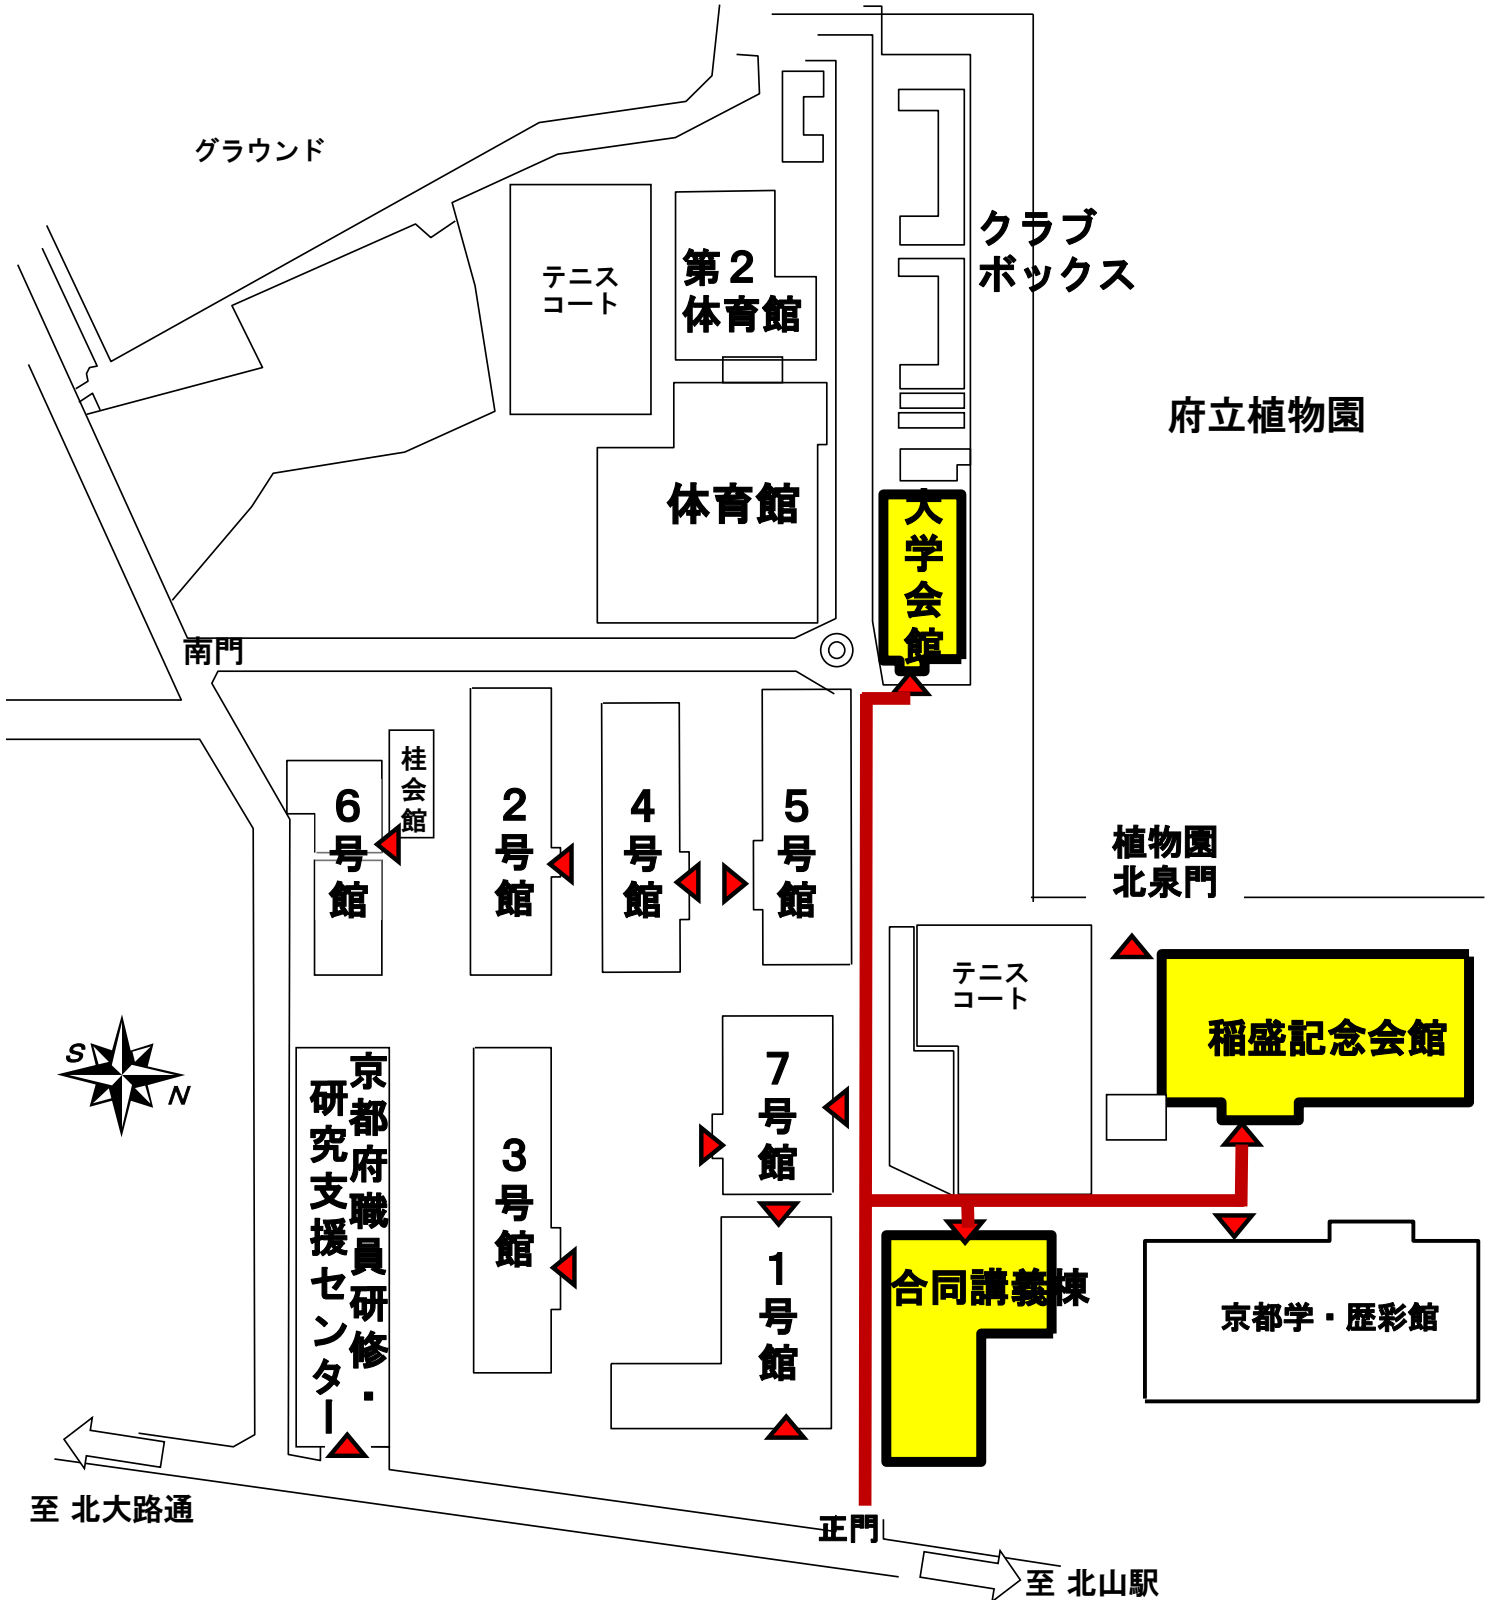 グラウンド
クラブ
ボックス
テニス
コート
第２
体育館
府立植物園
体育館
大学会館
南門
桂会館
６号館
２号館
４号館
５号館
植物園
北泉門
テニス
コート
稲盛記念会館
S
N
京都府職員研修・
研究支援センター
７号館
３号館
１号館
合同講義棟
京都学・歴彩館
至 北大路通
正門
至 北山駅